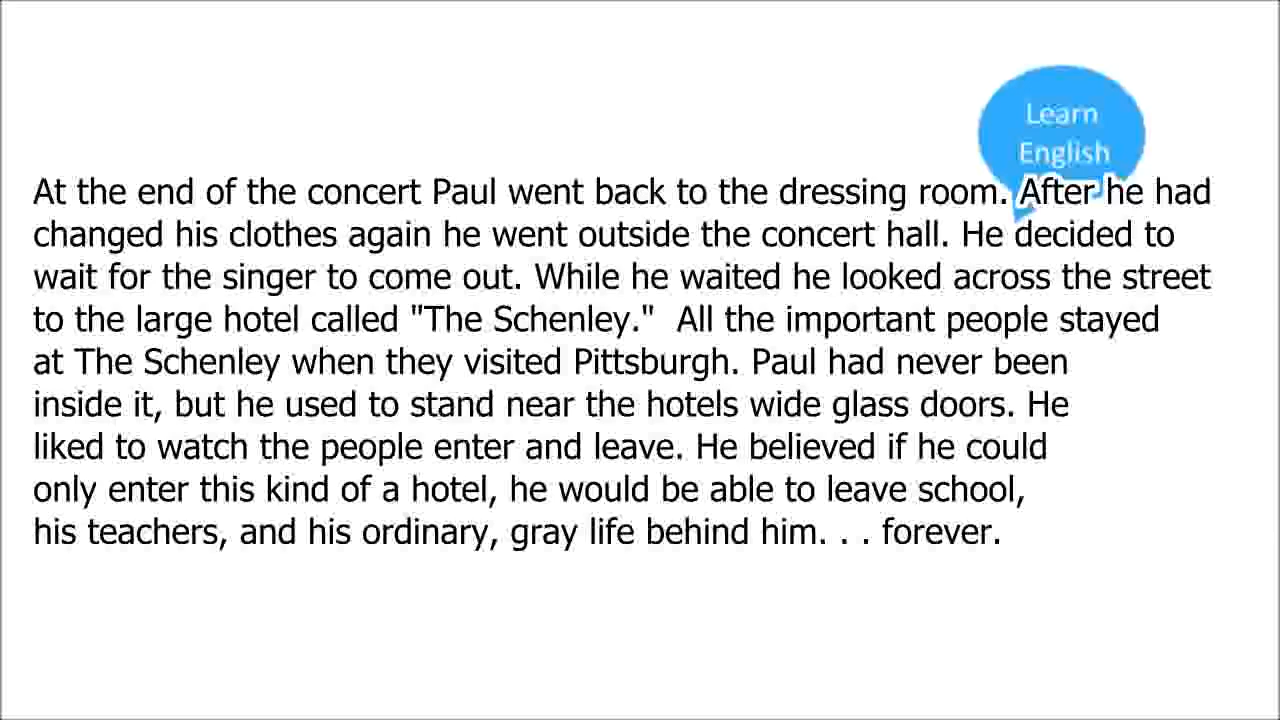 Learn
English
At the end of the concert Paul went back to the dressing room. After he had
changed his clothes again he went outside the concert hall. He decided to
wait for the singer to come out. While he waited he looked across the street
to the large hotel called "The Schenley."  All the important people stayed
at The Schenley when they visited Pittsburgh. Paul had never been
inside it, but he used to stand near the hotels wide glass doors. He
liked to watch the people enter and leave. He believed if he could
only enter this kind of a hotel, he would be able to leave school,
his teachers, and his ordinary, gray life behind him. . . forever.